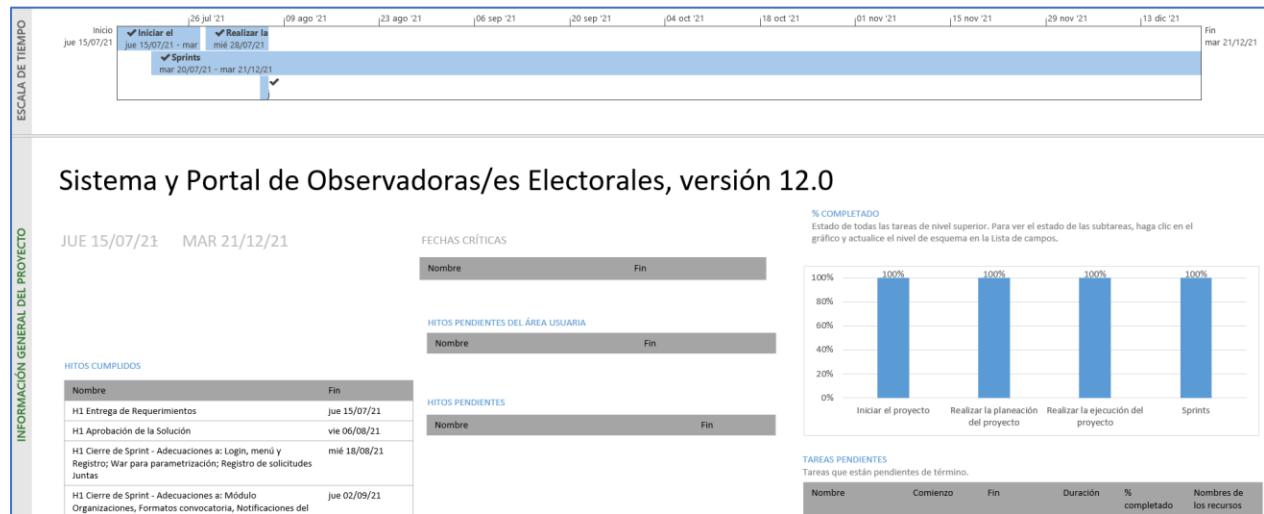 ESCALA DE TIEMPO
26 jul '21
09 ago '21
23 ago '21
06 sep '21
20 sep '21
04 oct '21
18 oct '21
01 nov '21
15 nov '21
29 nov '21
13 dic '21
Inicio
jue 15/07/21
Iniciar el
jue 15/07/21 - mar
Realizar la
mié 28/07/21
Fin
mar 21/12/21
Sprints
mar 20/07/21 - mar 21/12/21
INFORMACIÓN GENERAL DEL PROYECTO
Sistema y Portal de Observadoras/es Electorales, versión 12.0
JUE 15/07/21 MAR 21/12/21
HITOS CUMPLIDOS
Nombre Fin
H1 Entrega de Requerimientos jue 15/07/21
H1 Aprobación de la Solución vie 06/08/21
H1 Cierre de Sprint - Adecuaciones a: Login, menú y mié 18/08/21
Registro; War para parametrización; Registro de solicitudes
Juntas
H1 Cierre de Sprint - Adecuaciones a: Módulo jue 02/09/21
Organizaciones, Formatos convocatoria, Notificaciones del
FECHAS CRÍTICAS
Nombre Fin
HITOS PENDIENTES DEL ÁREA USUARIA
Nombre Fin
HITOS PENDIENTES
Nombre Fin
% COMPLETADO
Estado de todas las tareas de nivel superior. Para ver el estado de las subtareas, haga clic en el
gráfico y actualice el nivel de esquema en la Lista de campos.
100%
80%
60%
40%
20%
0%
100% 100% 100% 100%
Iniciar el proyecto
Realizar la planeación
del proyecto
Realizar la ejecución del
proyecto
Sprints
TAREAS PENDIENTES
Tareas que están pendientes de término.
Nombre Comienzo Fin Duración % Nombres de
completado los recursos